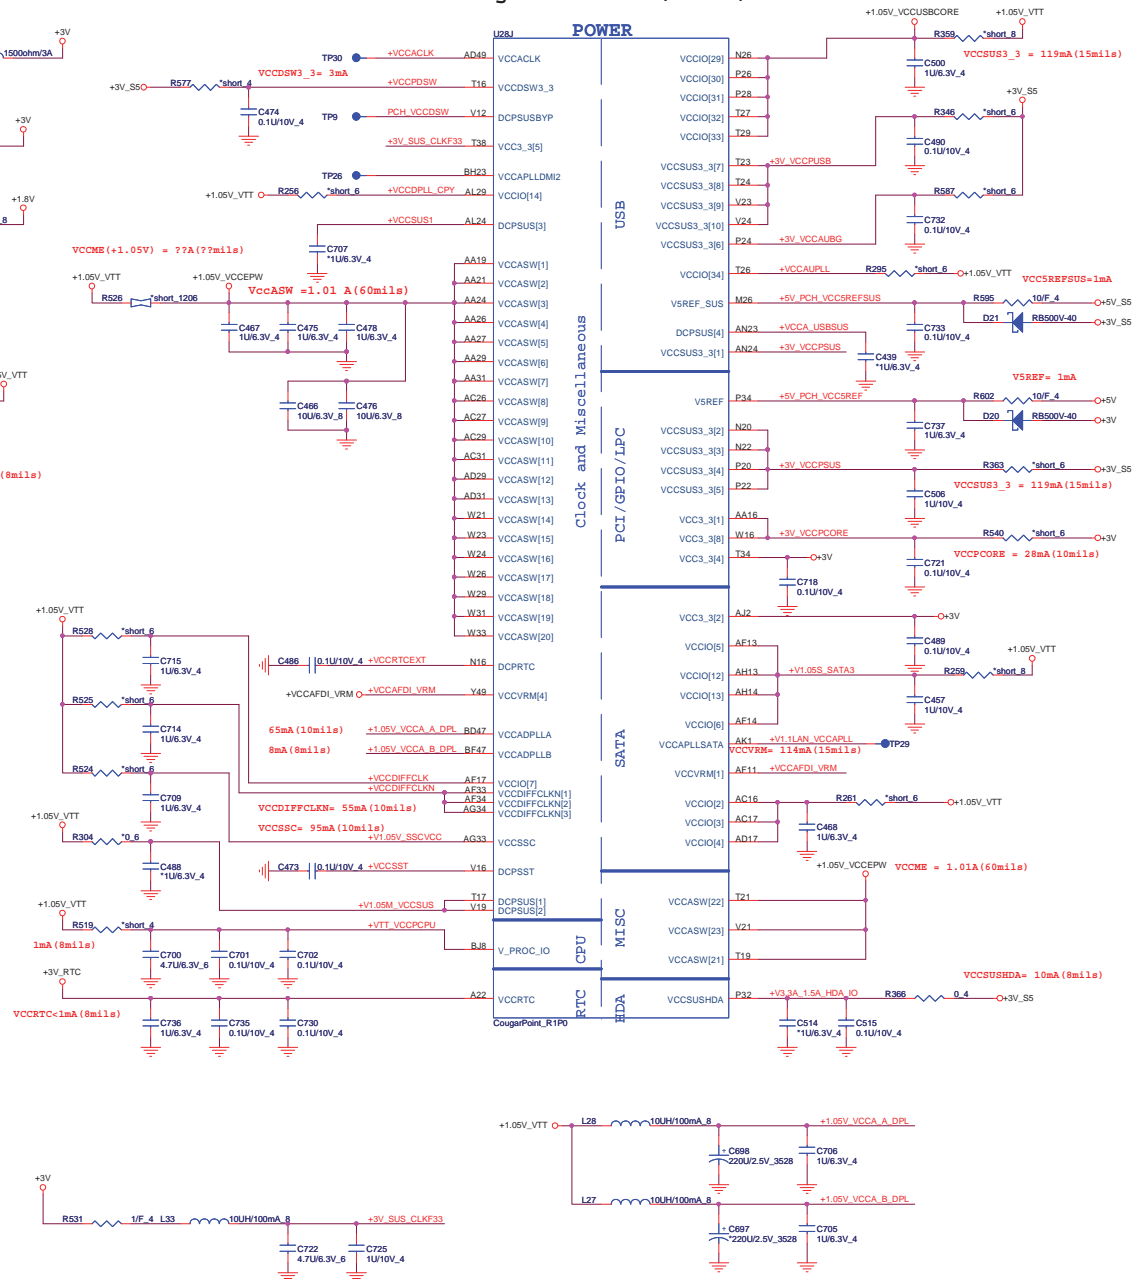 POWER
U28J
+3V
1500ohm/3A
+3V
+1.8V
8
5V_VTT
(8mils)
TP30
+VCCACLK
AD49
VCCACLK
VCCDSW3_3= 3mA
+3V_S5
R577
*short_4
+VCCPDSW
T16
VCCDSW3_3
C474
0.1U/10V_4
TP9
PCH_VCCDSW
V12
DCPSUSBYP
+3V_SUS_CLKF33
T38
VCC3_3[5]
TP26
BH23
VCCAPLLDMI2
+1.05V_VTT
R256
*short_6
+VCCDPLL_CPY
AL29
VCCIO[14]
+VCCSUS1
AL24
DCPSUS[3]
C707
*1U/6.3V_4
VCCME(+1.05V) = ??A(??mils)
+1.05V_VTT
+1.05V_VCCEPW
VccASW =1.01 A(60mils)
R526
*short_1206
C467
1U/6.3V_4
C475
1U/6.3V_4
C478
1U/6.3V_4
C466
10U/6.3V_8
C476
10U/6.3V_8
AA19 VCCASW[1]
AA21 VCCASW[2]
AA24 VCCASW[3]
AA26 VCCASW[4]
AA27 VCCASW[5]
AA29 VCCASW[6]
AA31 VCCASW[7]
AC26 VCCASW[8]
AC27 VCCASW[9]
AC29 VCCASW[10]
AC31 VCCASW[11]
AD29 VCCASW[12]
AD31 VCCASW[13]
W21 VCCASW[14]
W23 VCCASW[15]
W24 VCCASW[16]
W26 VCCASW[17]
W29 VCCASW[18]
W31 VCCASW[19]
W33 VCCASW[20]
+1.05V_VTT
R528
*short_6
C715
1U/6.3V_4
R525
*short_6
C714
1U/6.3V_4
R524
*short_6
C709
1U/6.3V_4
+1.05V_VTT
R304
*0_6
C488
*1U/6.3V_4
C486
0.1U/10V_4
+VCCRTCEXT
N16
DCPRTC
+VCCAFDI_VRM
+VCCAFDI_VRM
Y49
VCCVRM[4]
65mA(10mils)
+1.05V_VCCA_A_DPL
BD47
VCCADPLLA
8mA(8mils)
+1.05V_VCCA_B_DPL
BF47
VCCADPLLB
+VCCDIFFCLK
AF17
VCCIO[7]
+VCCDIFFCLKN
AF33
VCCDIFFCLKN[1]
AF34
VCCDIFFCLKN[2]
AG34
VCCDIFFCLKN[3]
VCCDIFFCLKN= 55mA(10mils)
VCCSSC= 95mA(10mils)
+V1.05V_SSCVCC
AG33
VCCSSC
C473
0.1U/10V_4
+VCCSST
V16
DCPSST
+V1.05M_VCCSUS
T17
DCPSUS[1]
V19
DCPSUS[2]
+1.05V_VTT
R519
*short_4
+VTT_VCCPCPU
BJ8
V_PROC_IO
1mA(8mils)
C700
4.7U/6.3V_6
C701
0.1U/10V_4
C702
0.1U/10V_4
+3V_RTC
A22
VCCRTC
VCCRTC<1mA(8mils)
C736
1U/6.3V_4
C735
0.1U/10V_4
C730
0.1U/10V_4
CougarPoint_R1P0
Clock and Miscellaneous
USB
PCI/GPIO/LPC
SATA
MISC
CPU
RTC
HDA
+1.05V_VCCUSBCORE
+1.05V_VTT
R359
*short_8
VCCSUS3_3 = 119mA(15mils)
C500
1U/6.3V_4
VCCIO[29] N26
VCCIO[30] P26
VCCIO[31] P28
VCCIO[32] T27
VCCIO[33] T29
+3V_S5
R346
*short_6
C490
0.1U/10V_4
VCCSUS3_3[7] T23
+3V_VCCPUSB
VCCSUS3_3[8] T24
VCCSUS3_3[9] V23
VCCSUS3_3[10] V24
R587
*short_6
C732
0.1U/10V_4
VCCSUS3_3[6] P24
+3V_VCCAUBG
VCCIO[34] T26
+VCCAUPLL
R295
*short_6
+1.05V_VTT
VCC5REFSUS=1mA
V5REF_SUS M26
+5V_PCH_VCC5REFSUS
R595
10/F_4
+5V_S5
D21
RB500V-40
+3V_S5
C733
0.1U/10V_4
DCPSUS[4] AN23
+VCCA_USBSUS
VCCSUS3_3[1] AN24
+3V_VCCPSUS
C439
*1U/6.3V_4
V5REF= 1mA
V5REF P34
+5V_PCH_VCC5REF
R602
10/F_4
+5V
D20
RB500V-40
+3V
C737
1U/6.3V_4
VCCSUS3_3[2] N20
VCCSUS3_3[3] N22
VCCSUS3_3[4] P20
+3V_VCCPSUS
R363
*short_6
+3V_S5
VCCSUS3_3[5] P22
VCCSUS3_3 = 119mA(15mils)
C506
1U/10V_4
VCC3_3[1] AA16
VCC3_3[8] W16
+3V_VCCPCORE
R540
*short_6
+3V
VCCPCORE = 28mA(10mils)
VCC3_3[4] T34
+3V
C721
0.1U/10V_4
C718
0.1U/10V_4
VCC3_3[2] AJ2
+3V
C489
0.1U/10V_4
VCCIO[5] AF13
+1.05V_VTT
VCCIO[12] AH13
+V1.05S_SATA3
R259
*short_8
VCCIO[13] AH14
C457
1U/10V_4
VCCIO[6] AF14
VCCAPLLSATA AK1
+V1.1LAN_VCCAPLL
TP29
VCCVRM= 114mA(15mils)
VCCVRM[1] AF11
+VCCAFDI_VRM
VCCIO[2] AC16
R261
*short_6
+1.05V_VTT
VCCIO[3] AC17
C468
1U/6.3V_4
VCCIO[4] AD17
+1.05V_VCCEPW
VCCME = 1.01A(60mils)
VCCASW[22] T21
VCCASW[23] V21
VCCASW[21] T19
VCCSUSHDA= 10mA(8mils)
VCCSUSHDA P32
+V3.3A_1.5A_HDA_IO
R366
0_4
+3V_S5
C514
*1U/6.3V_4
C515
0.1U/10V_4
+1.05V_VTT
L28
10UH/100mA_8
+1.05V_VCCA_A_DPL
C698
220U/2.5V_3528
C706
1U/6.3V_4
L27
10UH/100mA_8
+1.05V_VCCA_B_DPL
C697
*220U/2.5V_3528
C705
1U/6.3V_4
+3V
R531
1/F_4
L33
10UH/100mA_8
+3V_SUS_CLKF33
C722
4.7U/6.3V_6
C725
1U/10V_4